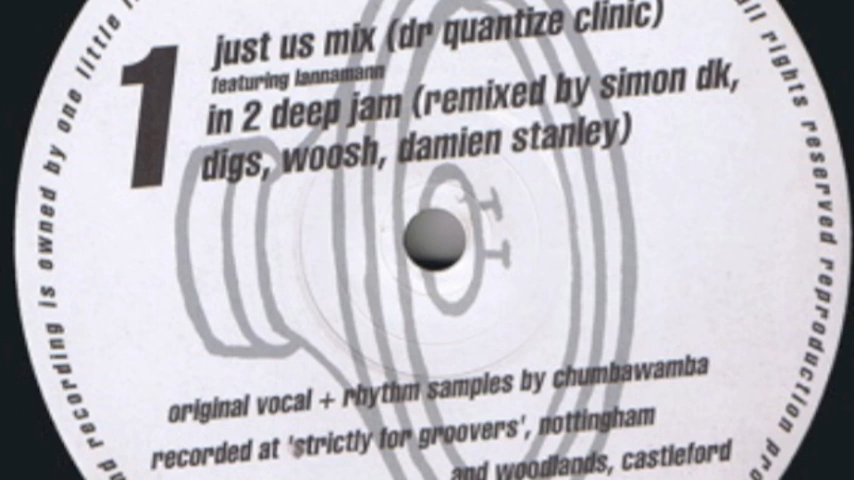 1
just us mix (dr quantize clinic)
featuring lannamann
in 2 deep jam (remixed by simon dk,
digs, woosh, damien stanley)
original vocal + rhythm samples by chumbawamba
recorded at 'strictly for groovers', nottingham
and woodlands, castleford
recording is owned by one little
all rights reserved reproduction